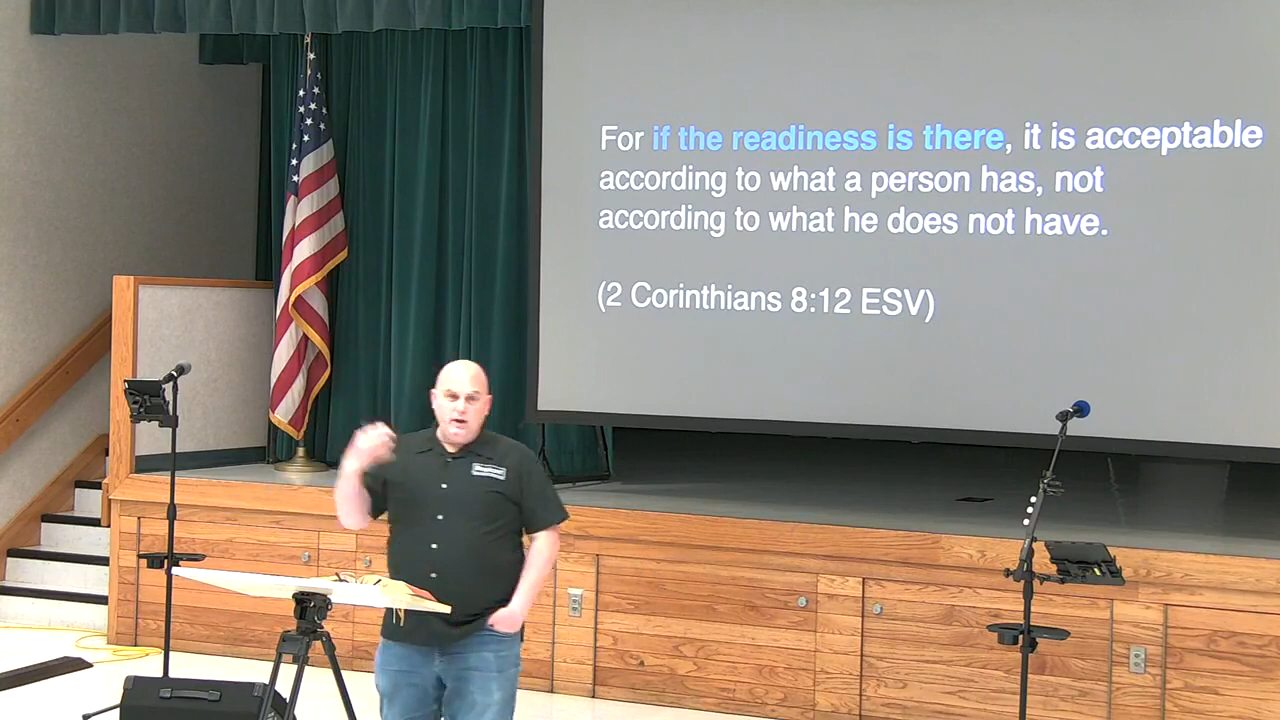 For if the readiness is there, it is acceptable
according to what a person has, not
according to what he does not have.
(2 Corinthians 8:12 ESV)